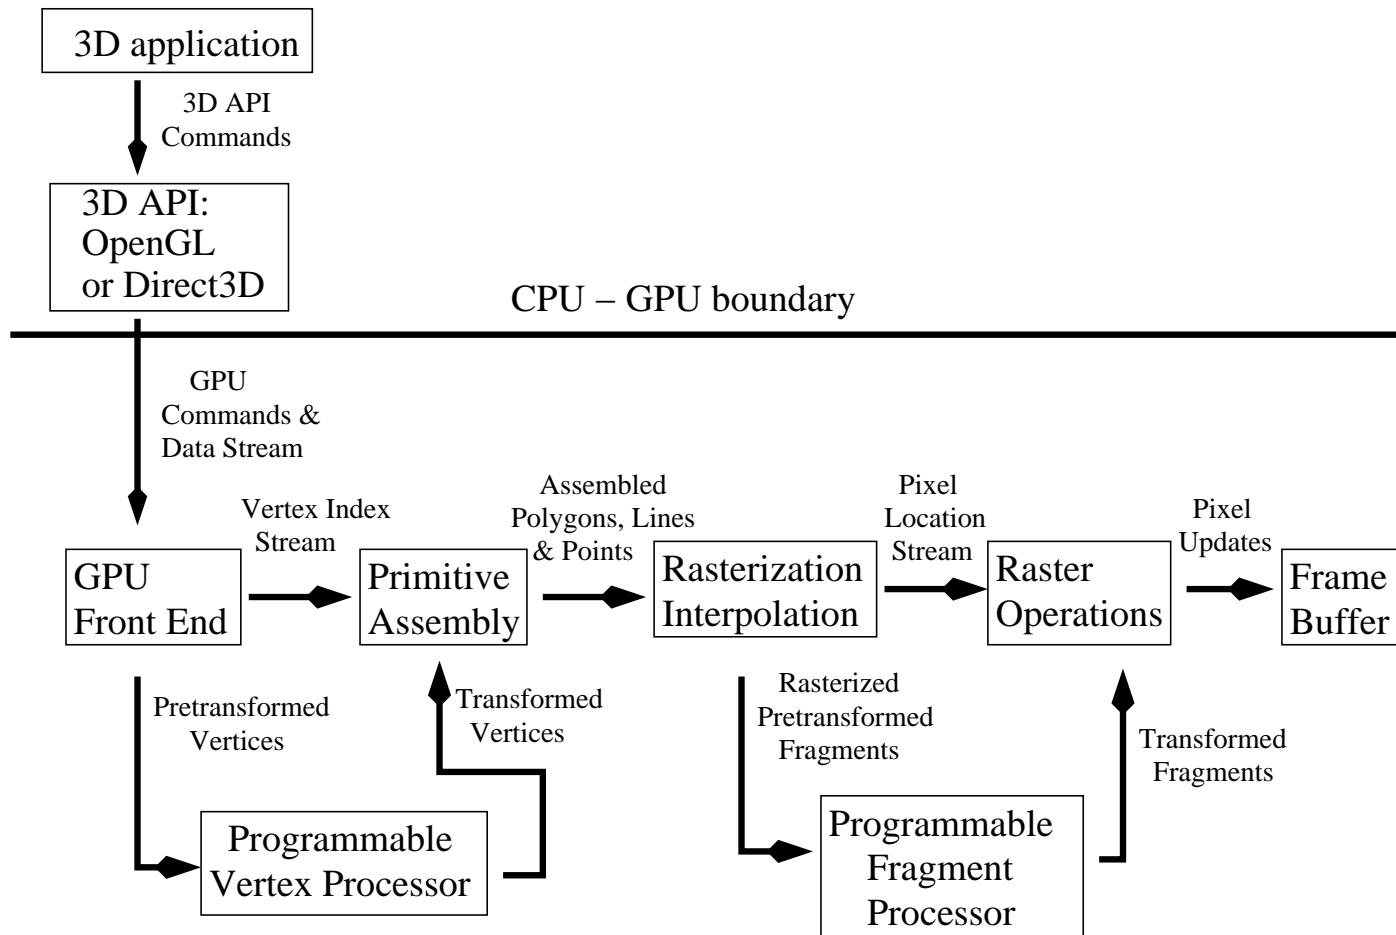 3D application
3D API
Commands
3D API:
OpenGL
or Direct3D
CPU – GPU boundary
GPU
Commands &
Data Stream
Vertex Index
Stream
Assembled
Polygons, Lines
& Points
Pixel
Location
Stream
Pixel
Updates
GPU
Front End
Primitive
Assembly
Rasterization
Interpolation
Raster
Operations
Frame
Buffer
Pretransformed
Vertices
Transformed
Vertices
Rasterized
Pretransformed
Fragments
Transformed
Fragments
Programmable
Vertex Processor
Programmable
Fragment
Processor